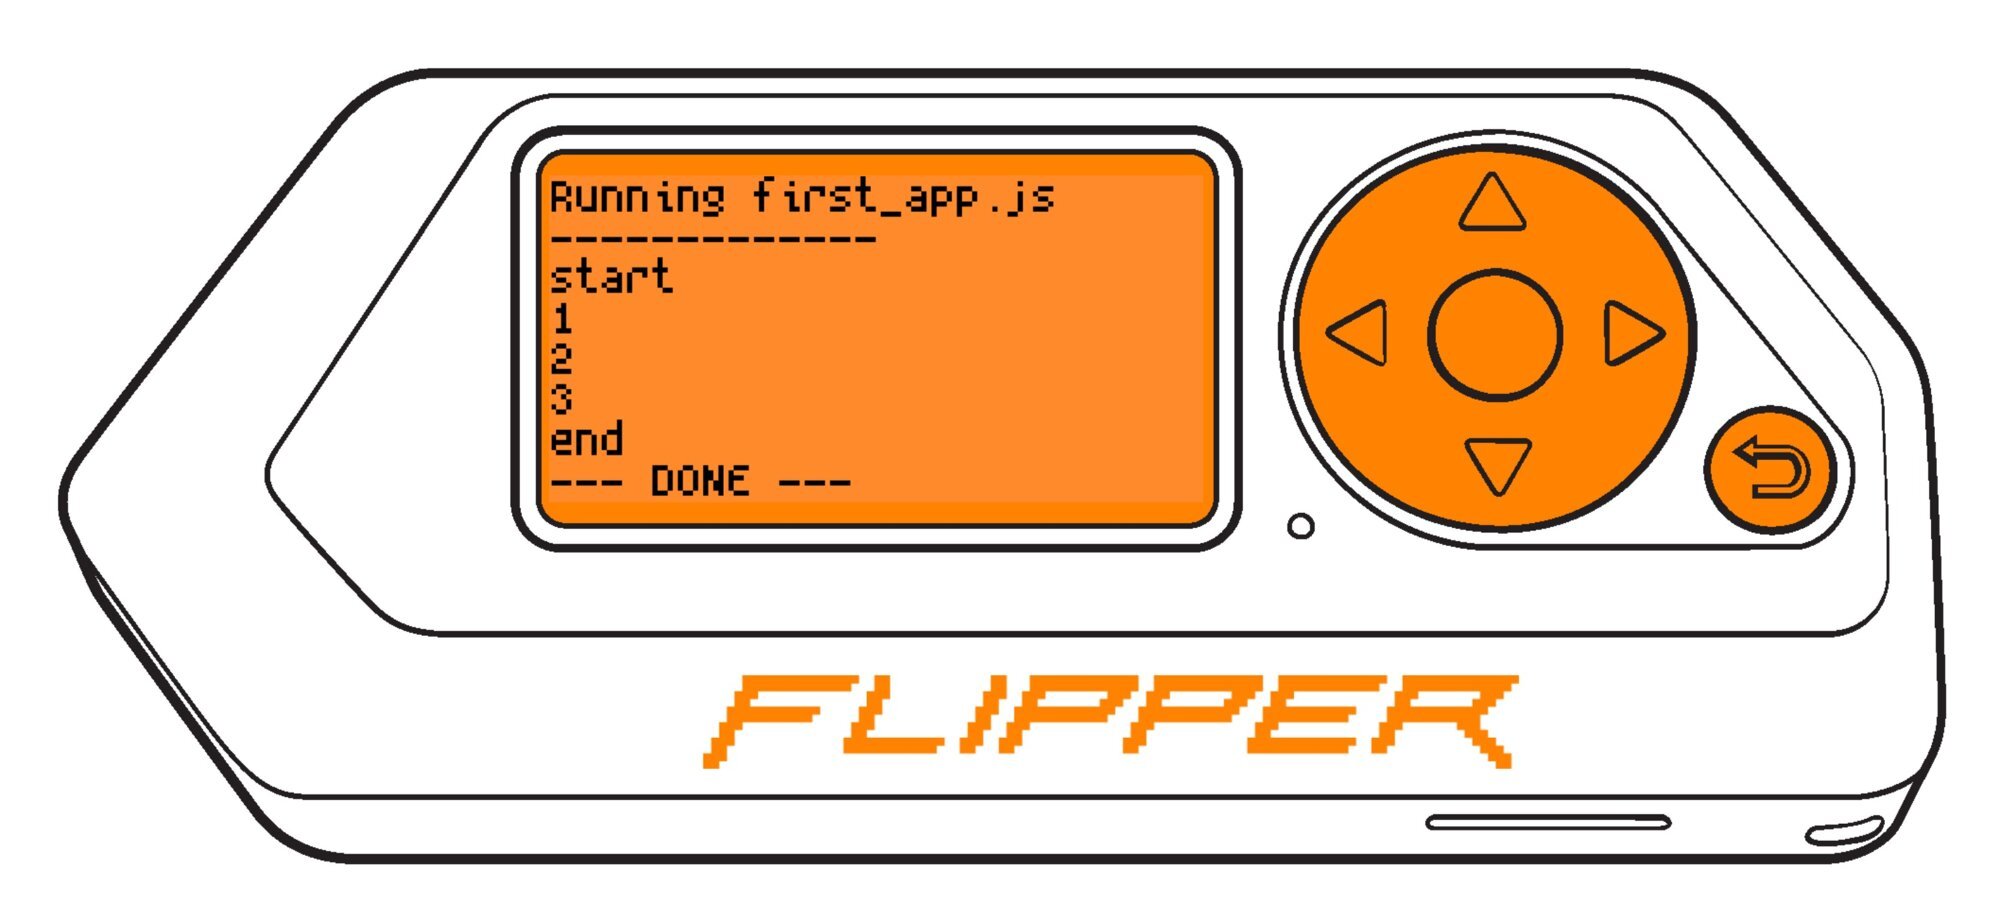 Running first_app.js
-------------
start
1
2
3
end
--- DONE ---
FLIPPER